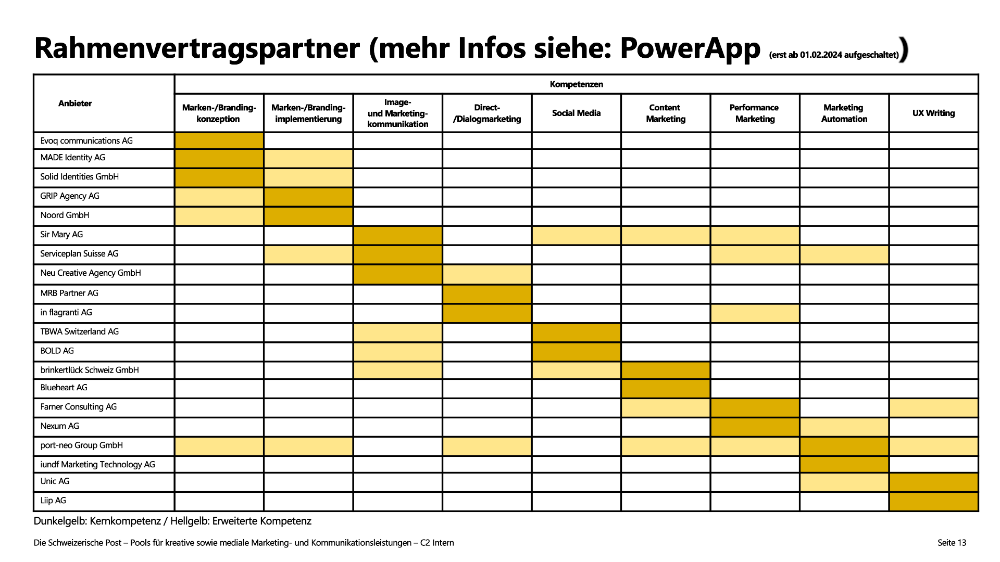 Rahmenvertragspartner (mehr Infos siehe: PowerApp (erst ab 01.02.2024 aufgeschaltet))
Anbieter
Kompetenzen
Marken-/Branding-
konzeption
Marken-/Branding-
implementierung
Image-
und Marketing-
kommunikation
Direct-
/Dialogmarketing
Social Media
Content
Marketing
Performance
Marketing
Marketing
Automation
UX Writing
Evoq communications AG
MADE Identity AG
Solid Identities GmbH
GRIP Agency AG
Noord GmbH
Sir Mary AG
Serviceplan Suisse AG
Neu Creative Agency GmbH
MRB Partner AG
in flagranti AG
TBWA Switzerland AG
BOLD AG
brinkertlück Schweiz GmbH
Blueheart AG
Farner Consulting AG
Nexum AG
port-neo Group GmbH
iundf Marketing Technology AG
Unic AG
Liip AG
Dunkelgelb: Kernkompetenz / Hellgelb: Erweiterte Kompetenz
Die Schweizerische Post – Pools für kreative sowie mediale Marketing- und Kommunikationsleistungen – C2 Intern
Seite 13